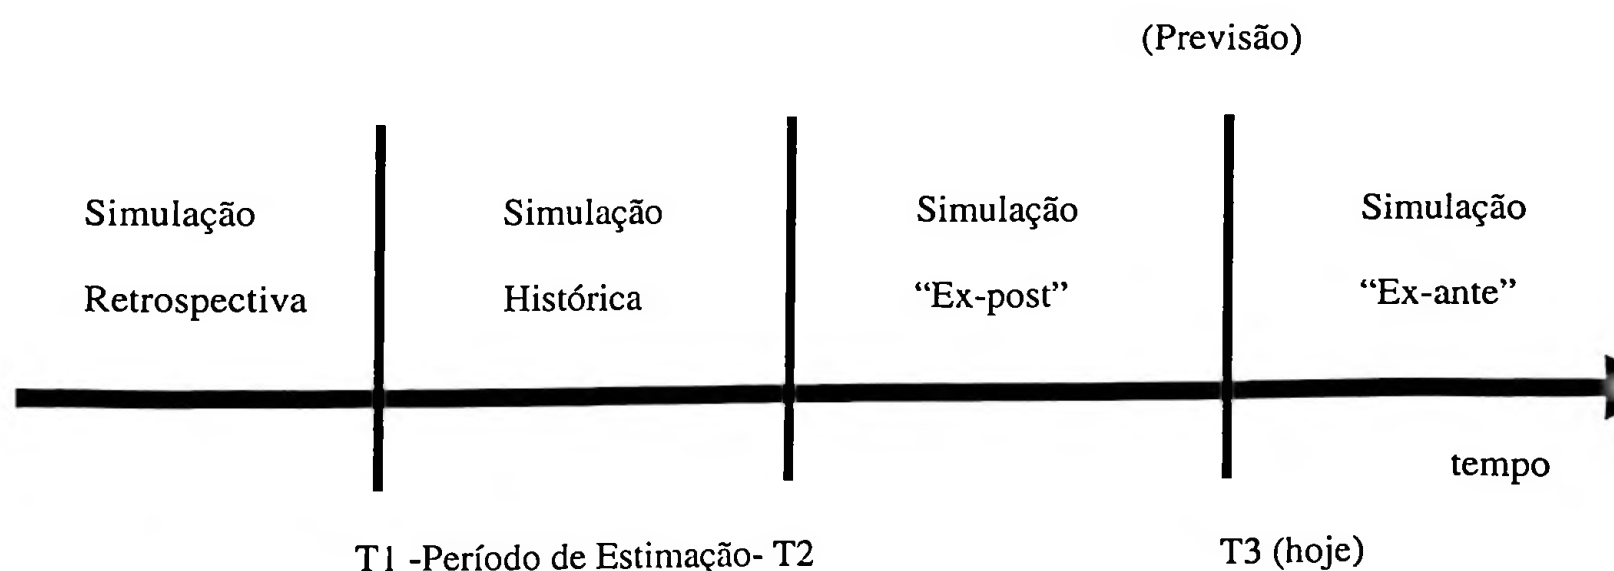 (Previsão)
Simulação
Retrospectiva
Simulação
Histórica
Simulação
“Ex-post”
Simulação
“Ex-ante”
tempo
T1 -Período de Estimação- T2
T3 (hoje)